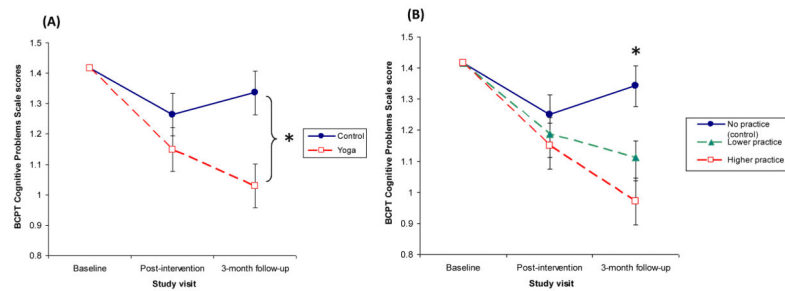 (A)
BCPT Cognitive Problems Scale scores
1.5
1.4
1.3
1.2
1.1
1
0.9
0.8
Baseline
Post-intervention
3-month follow-up
Study visit
*
Control
Yoga
(B)
BCPT Cognitive Problems Scale score
1.5
1.4
1.3
1.2
1.1
1
0.9
0.8
Baseline
Post-intervention
3-month follow-up
Study visit
*
No practice
(control)
Lower practice
Higher practice